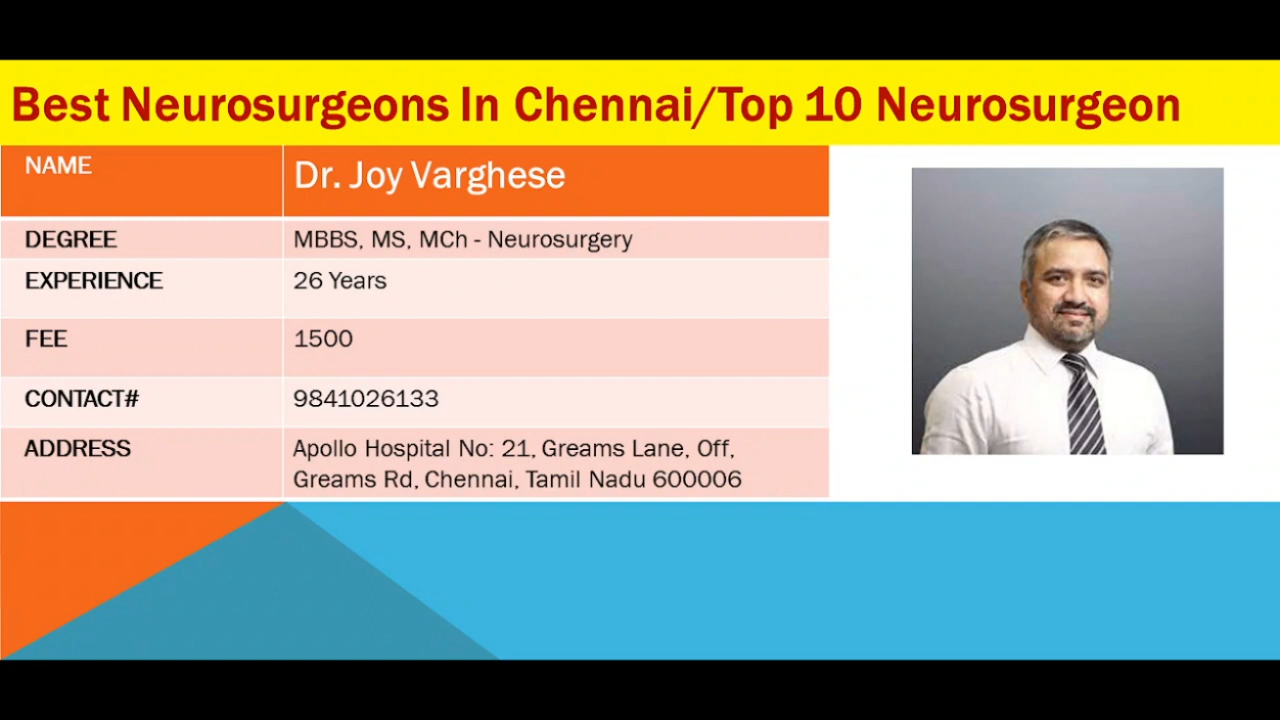 Best Neurosurgeons In Chennai/Top 10 Neurosurgeon
NAME Dr. Joy Varghese
DEGREE MBBS, MS, MCh - Neurosurgery
EXPERIENCE 26 Years
FEE 1500
CONTACT# 9841026133
ADDRESS Apollo Hospital No: 21, Greams Lane, Off,
Greams Rd, Chennai, Tamil Nadu 600006